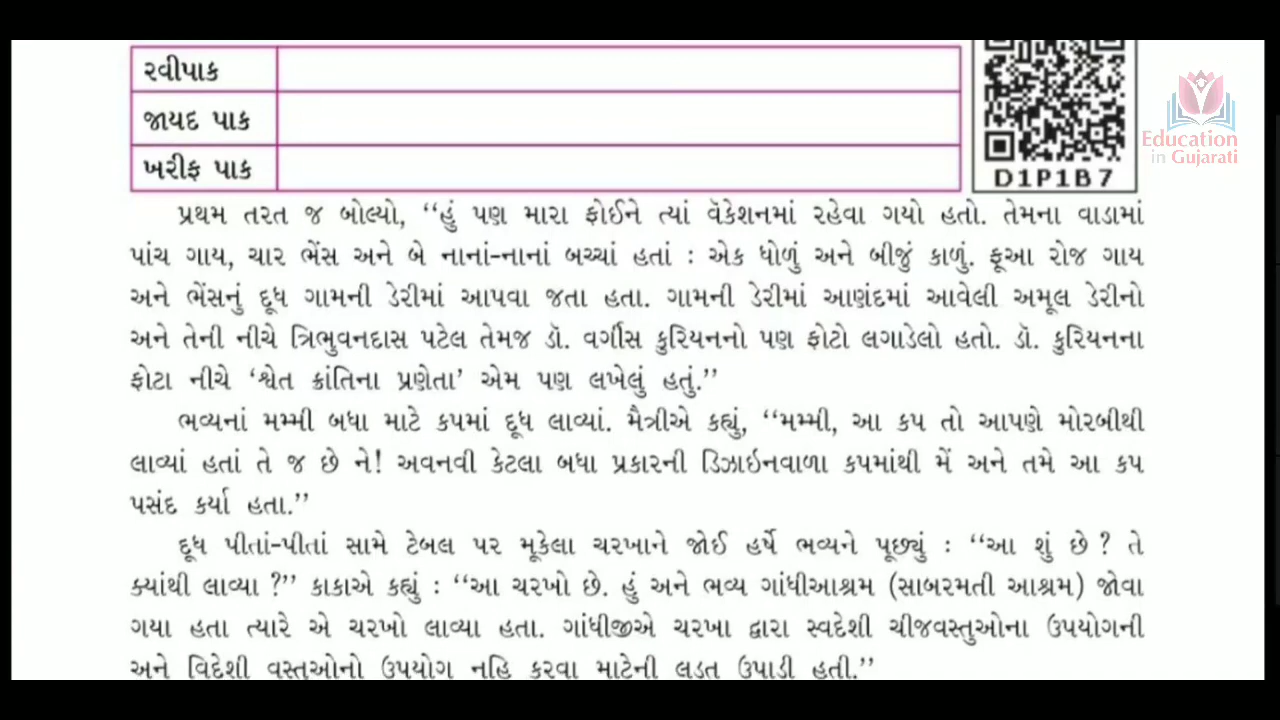 રવીપાક
જાયદ પાક
ખરીફ પાક
D1P1B7
Education
in Gujarati
પ્રથમ તરત જ બોલ્યો, “હું પણ મારા ફોઈને ત્યાં વૅકેશનમાં રહેવા ગયો હતો. તેમના વાડામાં
પાંચ ગાય, ચાર ભેંસ અને બે નાનાં-નાનાં બચ્ચાં હતાં : એક ધોળું અને બીજું કાળું. ફૂઆ રોજ ગાય
અને ભેંસનું દૂધ ગામની ડેરીમાં આપવા જતા હતા. ગામની ડેરીમાં આણંદમાં આવેલી અમૂલ ડેરીનો
અને તેની નીચે ત્રિભુવનદાસ પટેલ તેમજ ડૉ. વર્ગીસ કુરિયનનો પણ ફોટો લગાડેલો હતો. ડૉ. કુરિયનના
ફોટા નીચે ‘શ્વેત ક્રાંતિના પ્રણેતા’ એમ પણ લખેલું હતું.”
ભવ્યનાં મમ્મી બધા માટે કપમાં દૂધ લાવ્યાં. મૈત્રીએ કહ્યું, “મમ્મી, આ કપ તો આપણે મોરબીથી
લાવ્યાં હતાં તે જ છે ને! અવનવી કેટલા બધા પ્રકારની ડિઝાઇનવાળા કપમાંથી મેં અને તમે આ કપ
પસંદ કર્યા હતા.”
દૂધ પીતાં-પીતાં સામે ટેબલ પર મૂકેલા ચરખાને જોઈ હર્ષે ભવ્યને પૂછ્યું : “આ શું છે ? તે
ક્યાંથી લાવ્યા ?” કાકાએ કહ્યું : “આ ચરખો છે. હું અને ભવ્ય ગાંધીઆશ્રમ (સાબરમતી આશ્રમ) જોવા
ગયા હતા ત્યારે એ ચરખો લાવ્યા હતા. ગાંધીજીએ ચરખા દ્વારા સ્વદેશી ચીજવસ્તુઓના ઉપયોગની
અને વિદેશી વસ્તુઓનો ઉપયોગ નહિ કરવા માટેની લડત ઉપાડી હતી.”